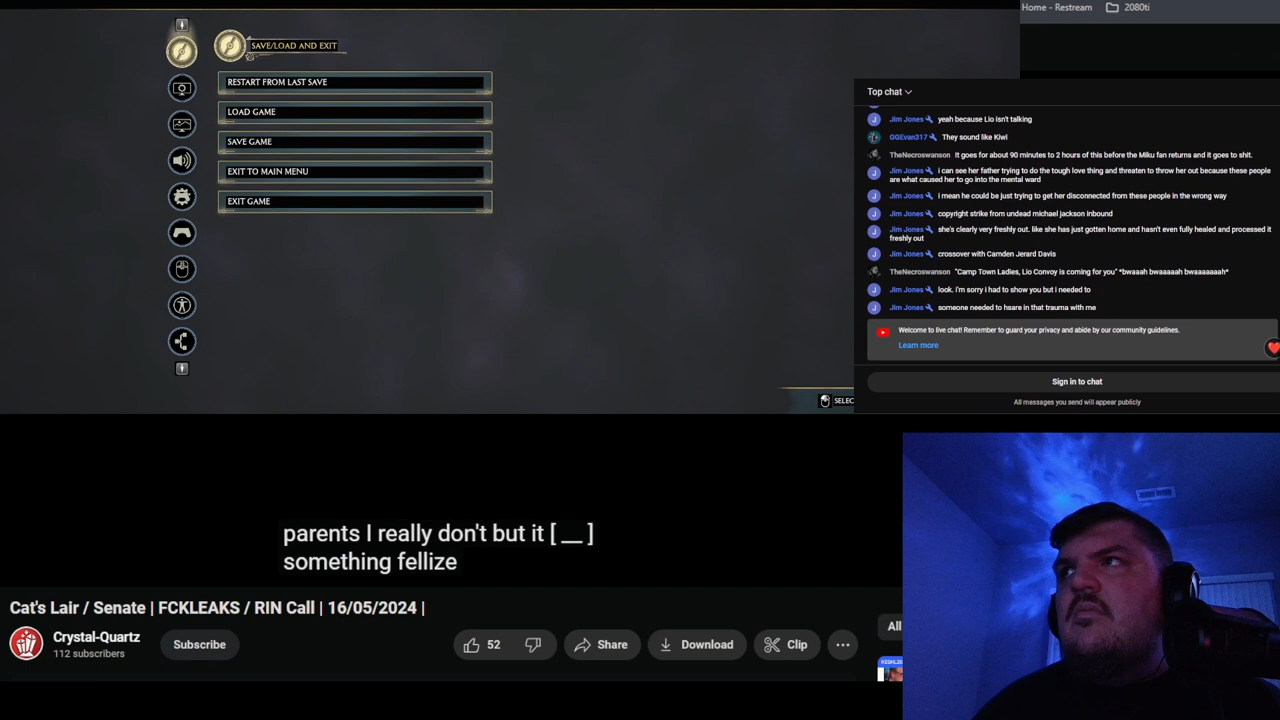 Home - Restream
2080ti
SAVE/LOAD AND EXIT
RESTART FROM LAST SAVE
LOAD GAME
SAVE GAME
EXIT TO MAIN MENU
EXIT GAME
Top chat
J Jim Jones yeah because Lio isn't talking
GGEvan317 They sound like Kiwi
TheNecroswanson It goes for about 90 minutes to 2 hours of this before the Miku fan returns and it goes to shit.
J Jim Jones i can see her father trying to do the tough love thing and threaten to throw her out because these people
are what caused her to go into the mental ward
J Jim Jones i mean he could be just trying to get her disconnected from these people in the wrong way
J Jim Jones copyright strike from undead michael jackson inbound
J Jim Jones she's clearly very freshly out. like she has just gotten home and hasn't even fully healed and processed it
freshly out
J Jim Jones crossover with Camden Jerard Davis
TheNecroswanson "Camp Town Ladies, Lio Convoy is coming for you" *bwaaah bwaaaaah bwaaaaaaah*
J Jim Jones look. i'm sorry i had to show you but i needed to
J Jim Jones someone needed to hsare in that trauma with me
Welcome to live chat! Remember to guard your privacy and abide by our community guidelines.
Learn more
Sign in to chat
SELEC
All messages you send will appear publicly
parents I really don't but it [ __ ]
something fellize
Cat's Lair / Senate | FCKLEAKS / RIN Call | 16/05/2024 |
All
Crystal-Quartz
112 subscribers
Subscribe
52
Share
Download
Clip